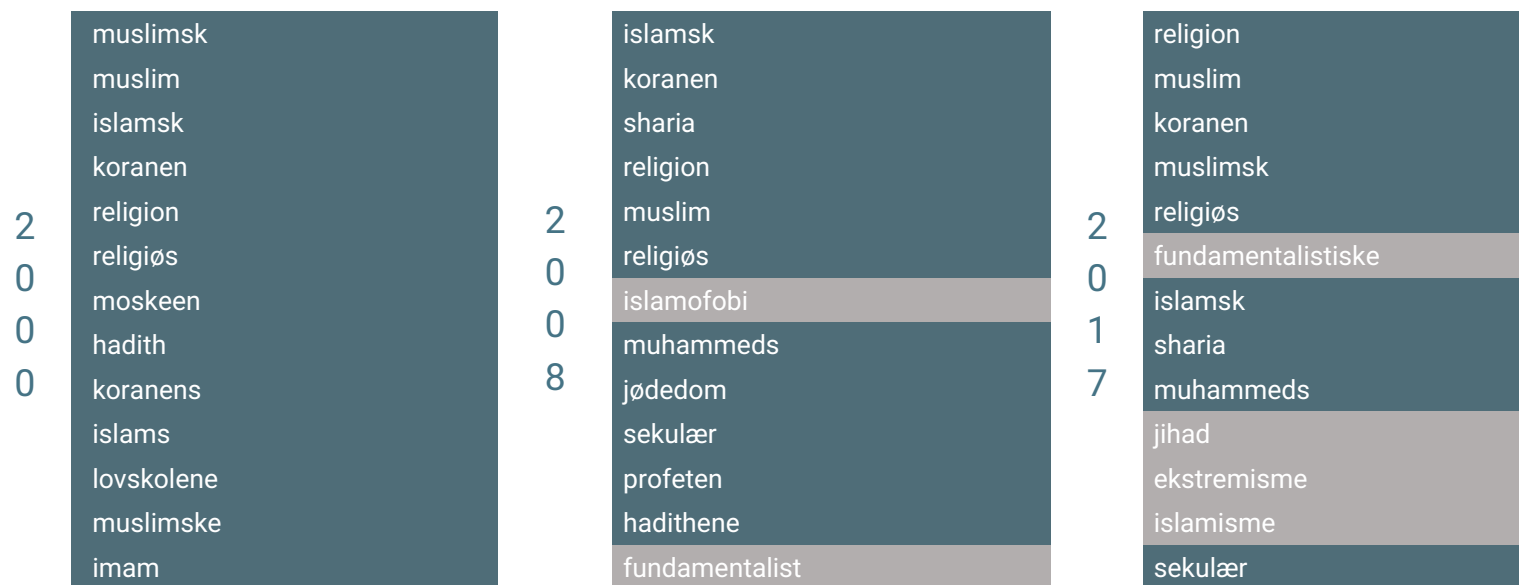 2000
muslimsk
muslim
islamsk
koranen
religion
religiøs
moskeen
hadith
koranens
islams
lovskolene
muslimske
imam
2008
islamsk
koranen
sharia
religion
muslim
religiøs
islamofobi
muhammeds
jødedom
sekulær
profeten
hadithene
fundamentalist
2017
religion
muslim
koranen
muslimsk
religiøs
fundamentalistiske
islamsk
sharia
muhammeds
jihad
ekstremisme
islamisme
sekulær